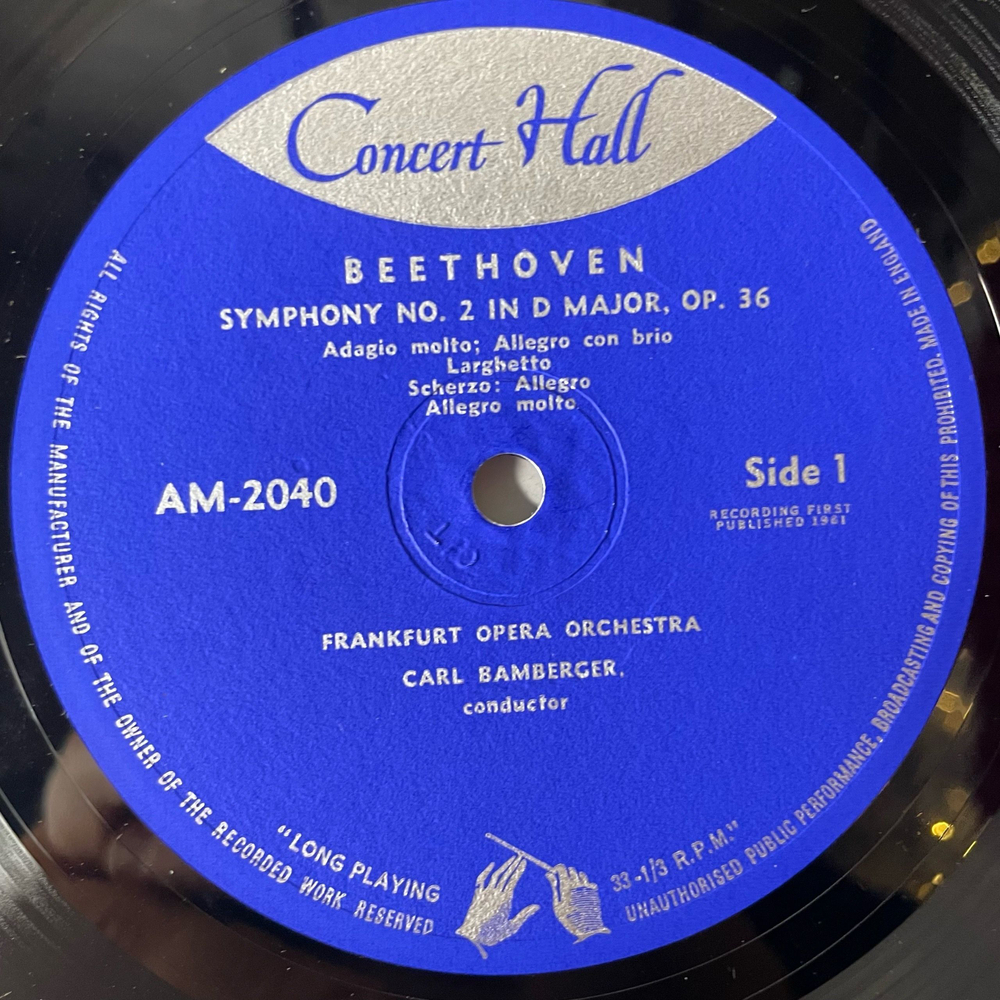 Concert Hall
BEETHOVEN
SYMPHONY NO. 2 IN D MAJOR, OP. 36
Adagio molto; Allegro con brio
Larghetto
Scherzo: Allegro
Allegro molto
AM-2040
Side 1
RECORDING FIRST
PUBLISHED 1961
FRANKFURT OPERA ORCHESTRA
CARL BAMBERGER,
conductor
"LONG PLAYING
33-1/3 R.P.M."
ALL RIGHTS OF THE MANUFACTURER AND OF THE OWNER OF THE RECORDED WORK RESERVED
UNAUTHORISED PUBLIC PERFORMANCE, BROADCASTING AND COPYING OF THIS PROHIBITED. MADE IN ENGLAND